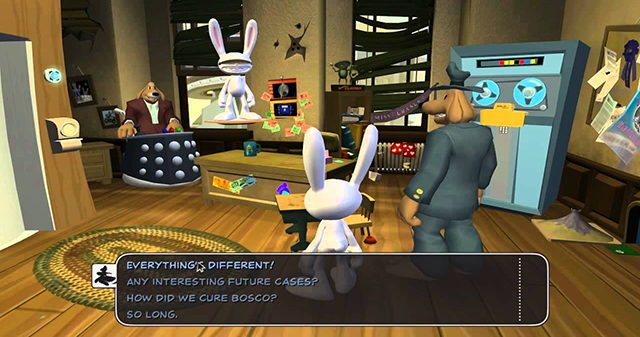 EVERYTHING'S DIFFERENT!
ANY INTERESTING FUTURE CASES?
HOW DID WE CURE BOSCO?
SO LONG.